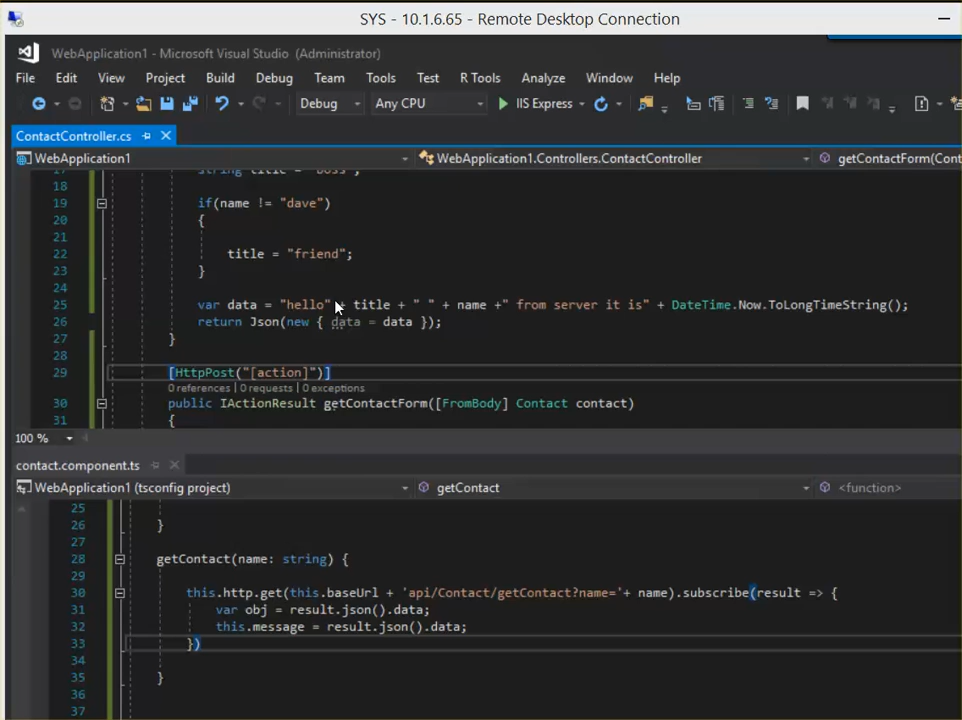 SYS - 10.1.6.65 - Remote Desktop Connection
WebApplication1 - Microsoft Visual Studio (Administrator)
File Edit View Project Build Debug Team Tools Test R Tools Analyze Window Help
Debug Any CPU IIS Express
ContactController.cs
WebApplication1 WebApplication1.Controllers.ContactController getContactForm(Cont
17 string title = "boss";
18
19 if(name != "dave")
20 {
21
22 title = "friend";
23 }
24
25 var data = "hello" + title + " " + name +" from server it is" + DateTime.Now.ToLongTimeString();
26 return Json(new { data = data });
27 }
28
29 [HttpPost("[action]")]
0 references | 0 requests | 0 exceptions
30 public IActionResult getContactForm([FromBody] Contact contact)
31 {
100 %
contact.component.ts
WebApplication1 (tsconfig project) getContact <function>
25
26 }
27
28 getContact(name: string) {
29
30 this.http.get(this.baseUrl + 'api/Contact/getContact?name='+ name).subscribe(result => {
31 var obj = result.json().data;
32 this.message = result.json().data;
33 })
34
35 }
36
37